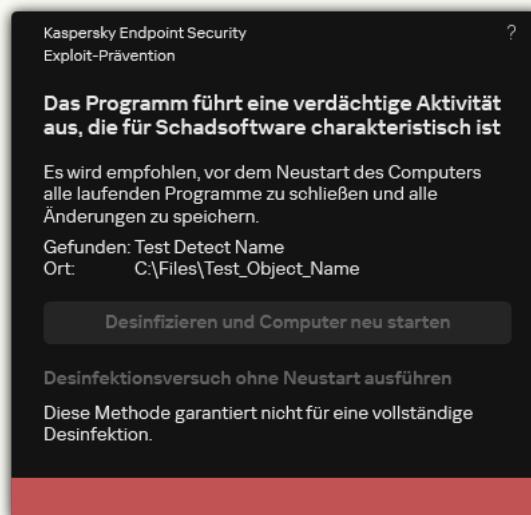 Kaspersky Endpoint Security
?
Exploit-Prävention
Das Programm führt eine verdächtige Aktivität
aus, die für Schadsoftware charakteristisch ist
Es wird empfohlen, vor dem Neustart des Computers
alle laufenden Programme zu schließen und alle
Änderungen zu speichern.
Gefunden: Test Detect Name
Ort: C:\Files\Test_Object_Name
Desinfizieren und Computer neu starten
Desinfektionsversuch ohne Neustart ausführen
Diese Methode garantiert nicht für eine vollständige
Desinfektion.